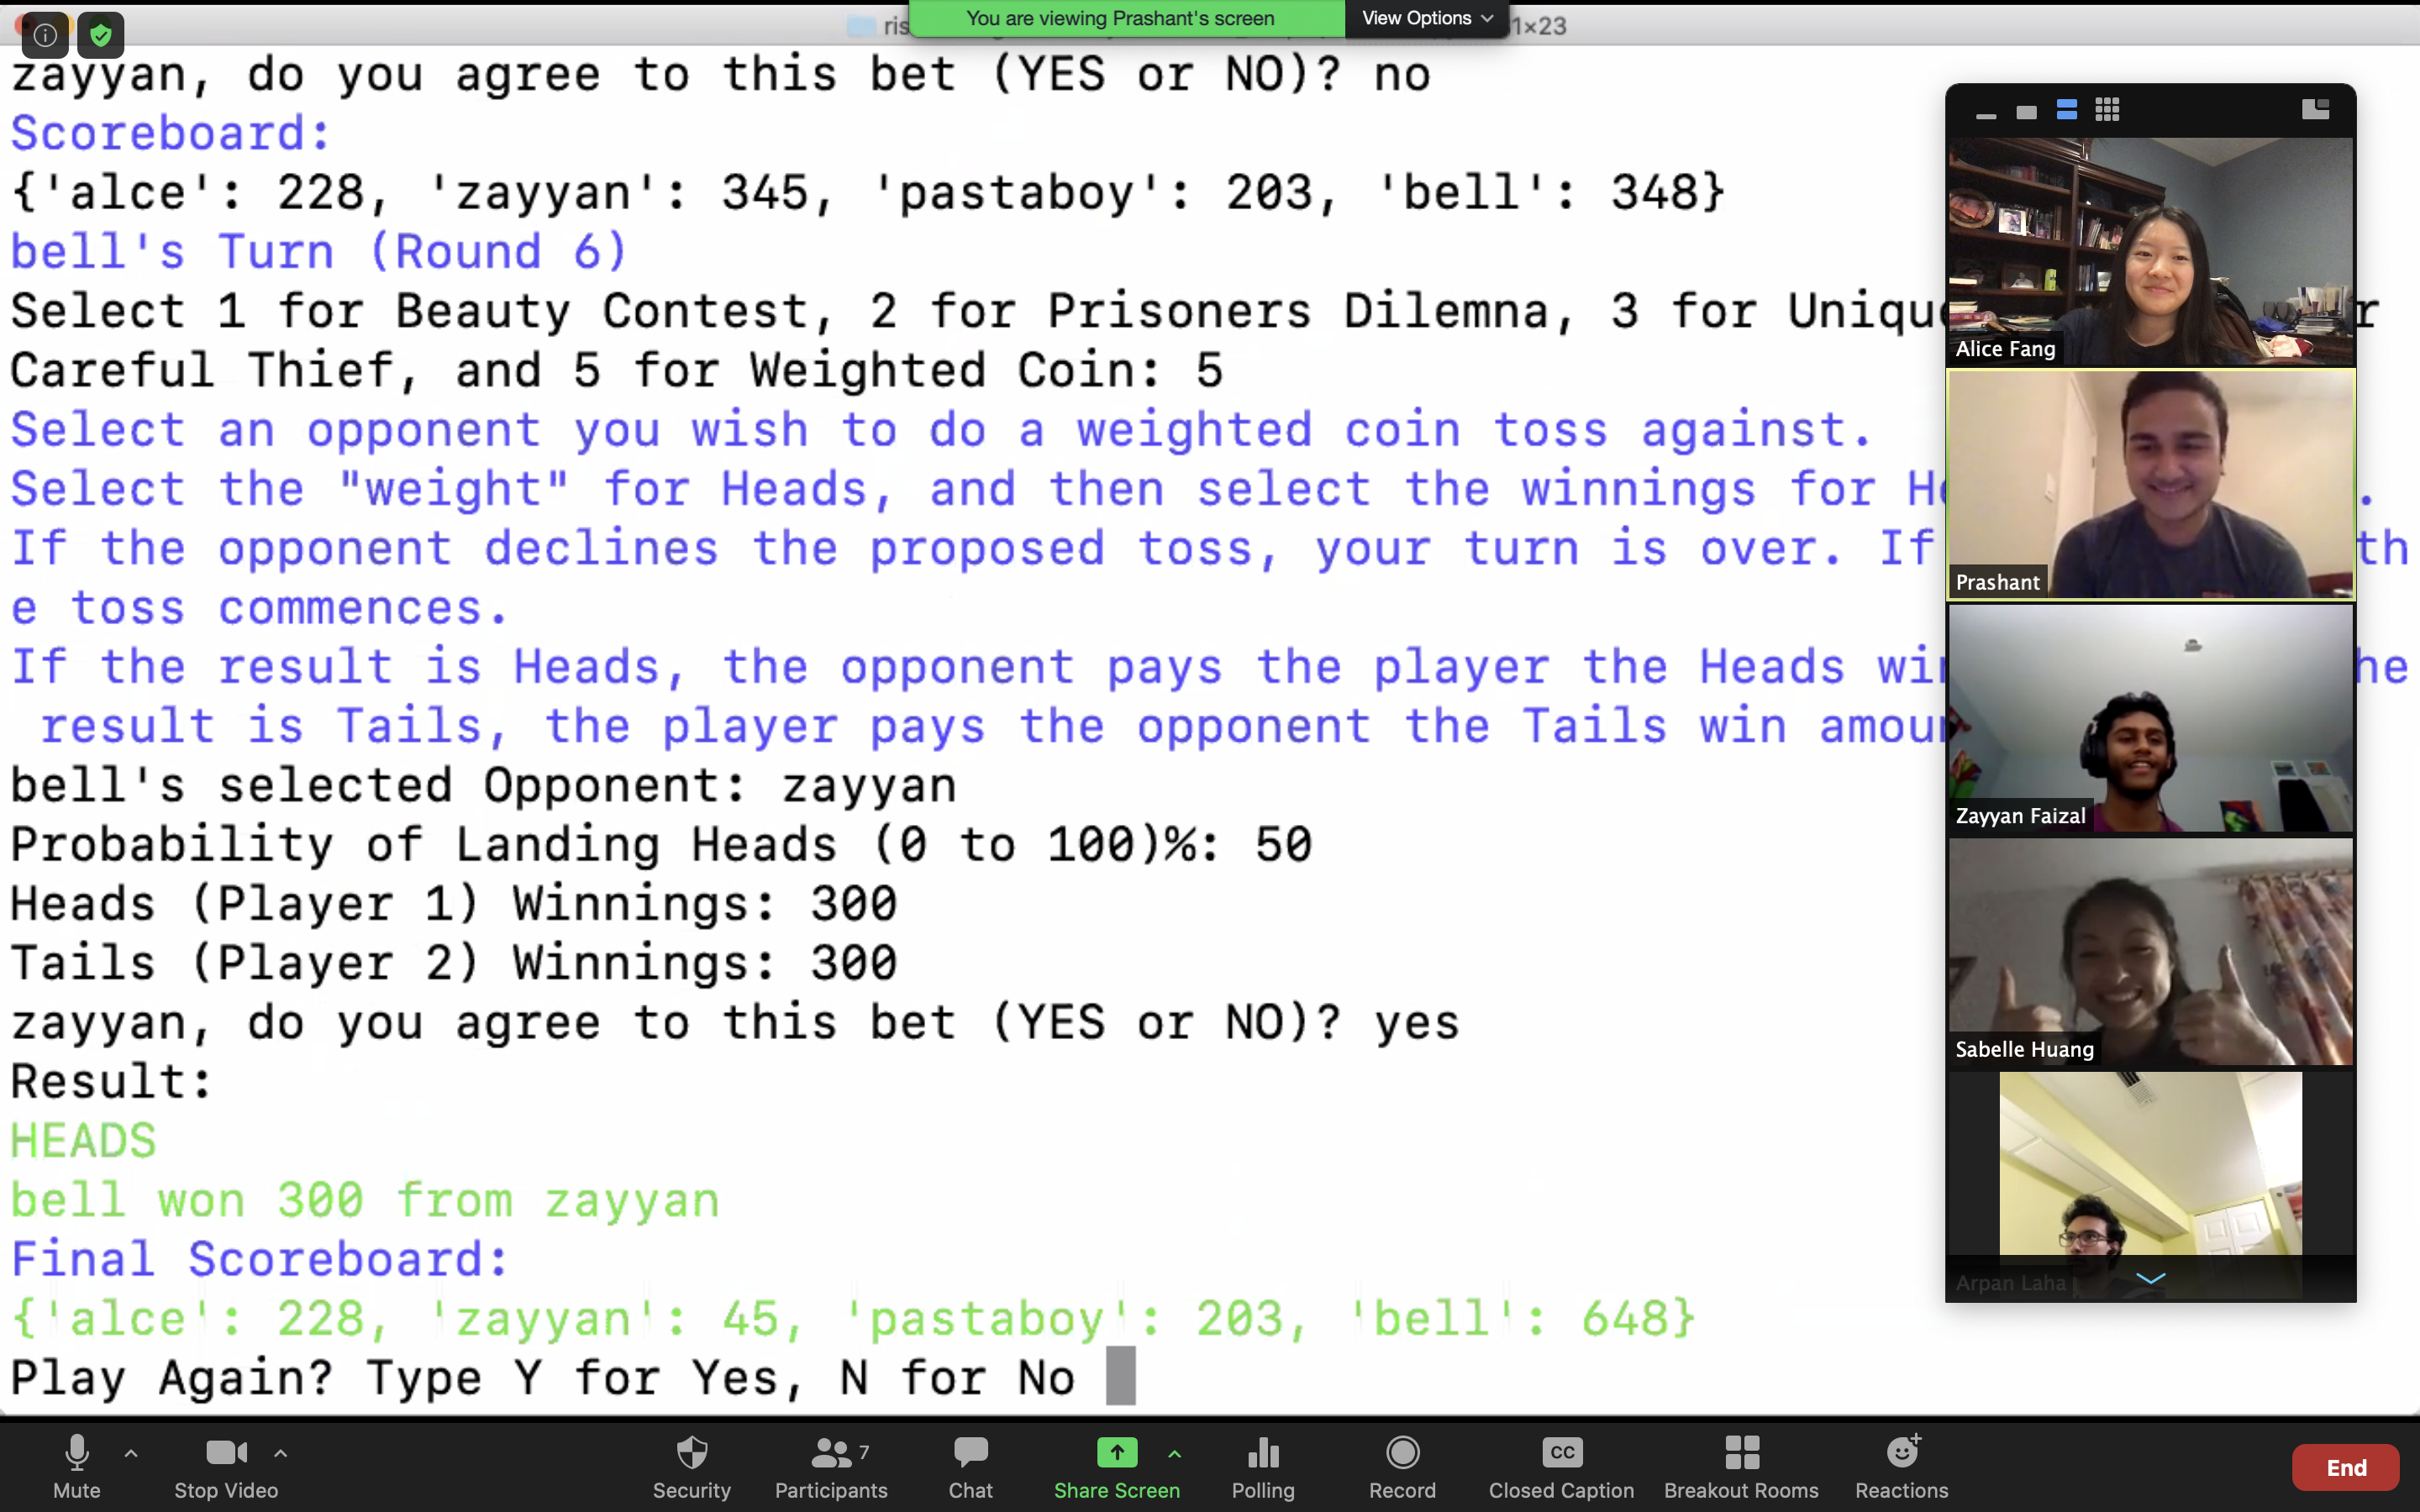 You are viewing Prashant's screen
View Options
ris
1×23
zayyan, do you agree to this bet (YES or NO)? no
Scoreboard:
{'alce': 228, 'zayyan': 345, 'pastaboy': 203, 'bell': 348}
bell's Turn (Round 6)
Select 1 for Beauty Contest, 2 for Prisoners Dilemna, 3 for Uniqu r
Careful Thief, and 5 for Weighted Coin: 5
Select an opponent you wish to do a weighted coin toss against.
Select the "weight" for Heads, and then select the winnings for H .
If the opponent declines the proposed toss, your turn is over. If th
e toss commences.
If the result is Heads, the opponent pays the player the Heads wi he
result is Tails, the player pays the opponent the Tails win amou
bell's selected Opponent: zayyan
Probability of Landing Heads (0 to 100)%: 50
Heads (Player 1) Winnings: 300
Tails (Player 2) Winnings: 300
zayyan, do you agree to this bet (YES or NO)? yes
Result:
HEADS
bell won 300 from zayyan
Final Scoreboard:
{'alce': 228, 'zayyan': 45, 'pastaboy': 203, 'bell': 648}
Play Again? Type Y for Yes, N for No
Alice Fang
Prashant
Zayyan Faizal
Sabelle Huang
Arpan Laha
Mute
Stop Video
Security
7
Participants
Chat
Share Screen
Polling
Record
CC
Closed Caption
Breakout Rooms
Reactions
End